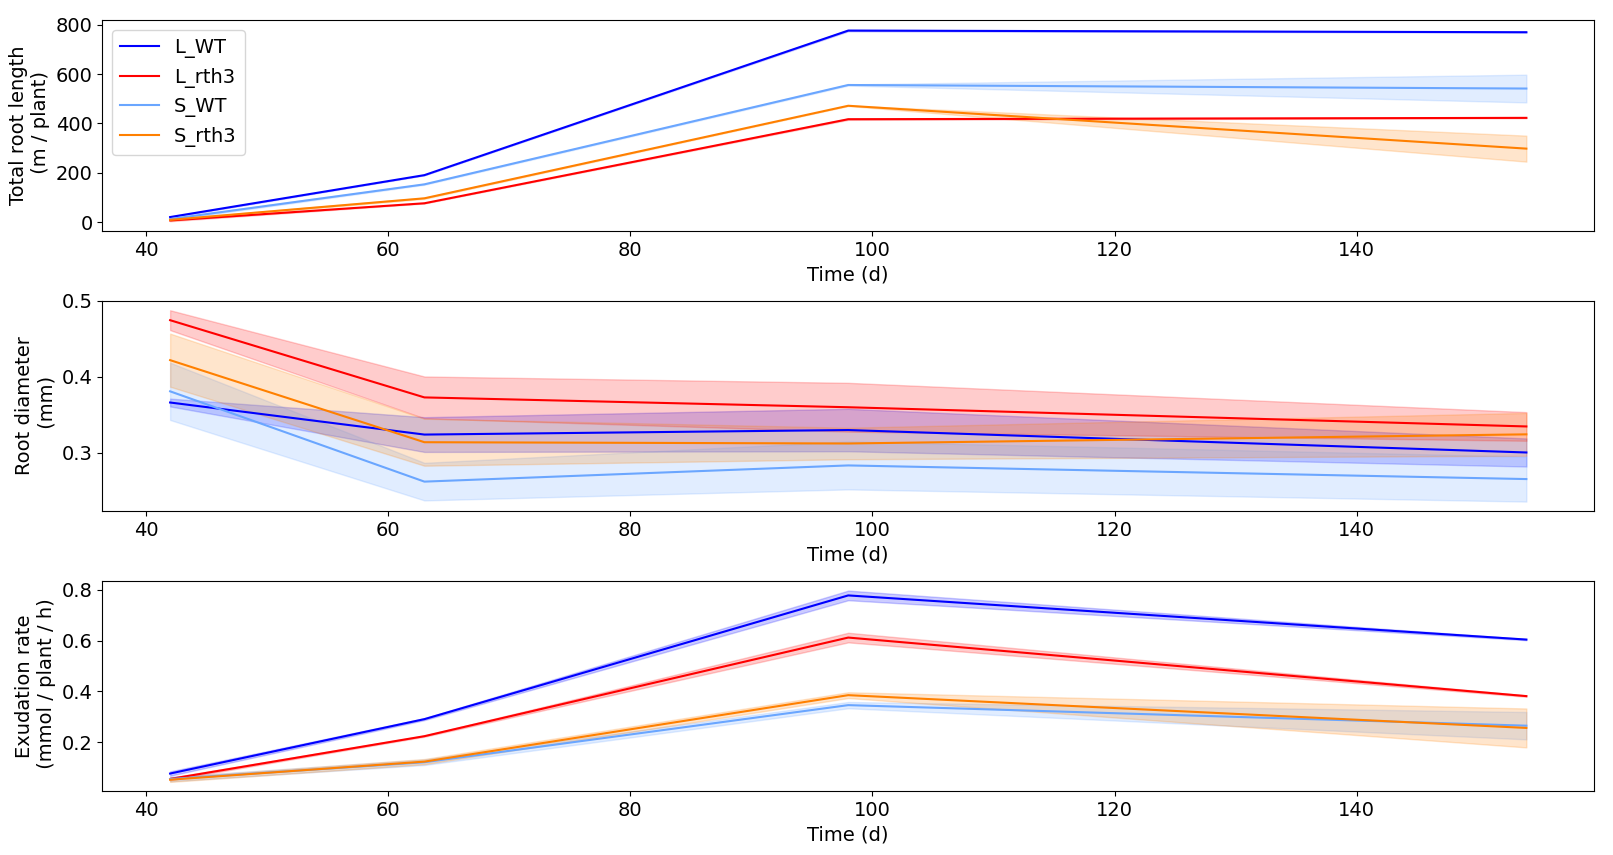 Total root length
(m / plant)
800
600
400
200
0
L_WT
L_rth3
S_WT
S_rth3
40 60 80 100 120 140
Time (d)
Root diameter
(mm)
0.5
0.4
0.3
40 60 80 100 120 140
Time (d)
Exudation rate
(mmol / plant / h)
0.8
0.6
0.4
0.2
40 60 80 100 120 140
Time (d)